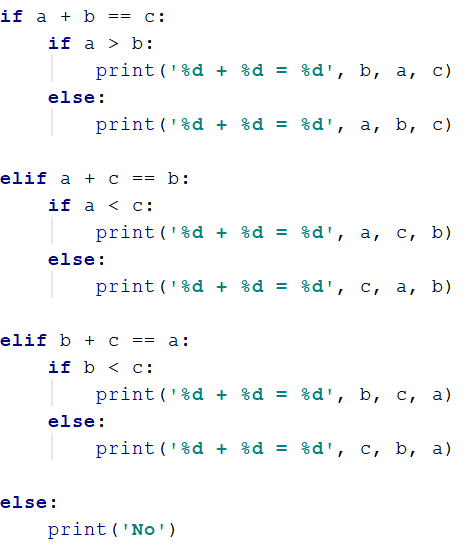 if a + b == c:
    if a > b:
        print('%d + %d = %d', b, a, c)
    else:
        print('%d + %d = %d', a, b, c)

elif a + c == b:
    if a < c:
        print('%d + %d = %d', a, c, b)
    else:
        print('%d + %d = %d', c, a, b)

elif b + c == a:
    if b < c:
        print('%d + %d = %d', b, c, a)
    else:
        print('%d + %d = %d', c, b, a)

else:
    print('No')